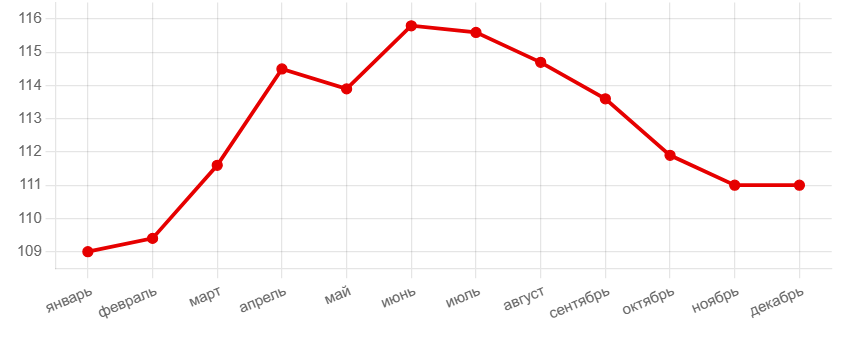 116
115
114
113
112
111
110
109
январь
февраль
март
апрель
май
июнь
июль
август
сентябрь
октябрь
ноябрь
декабрь